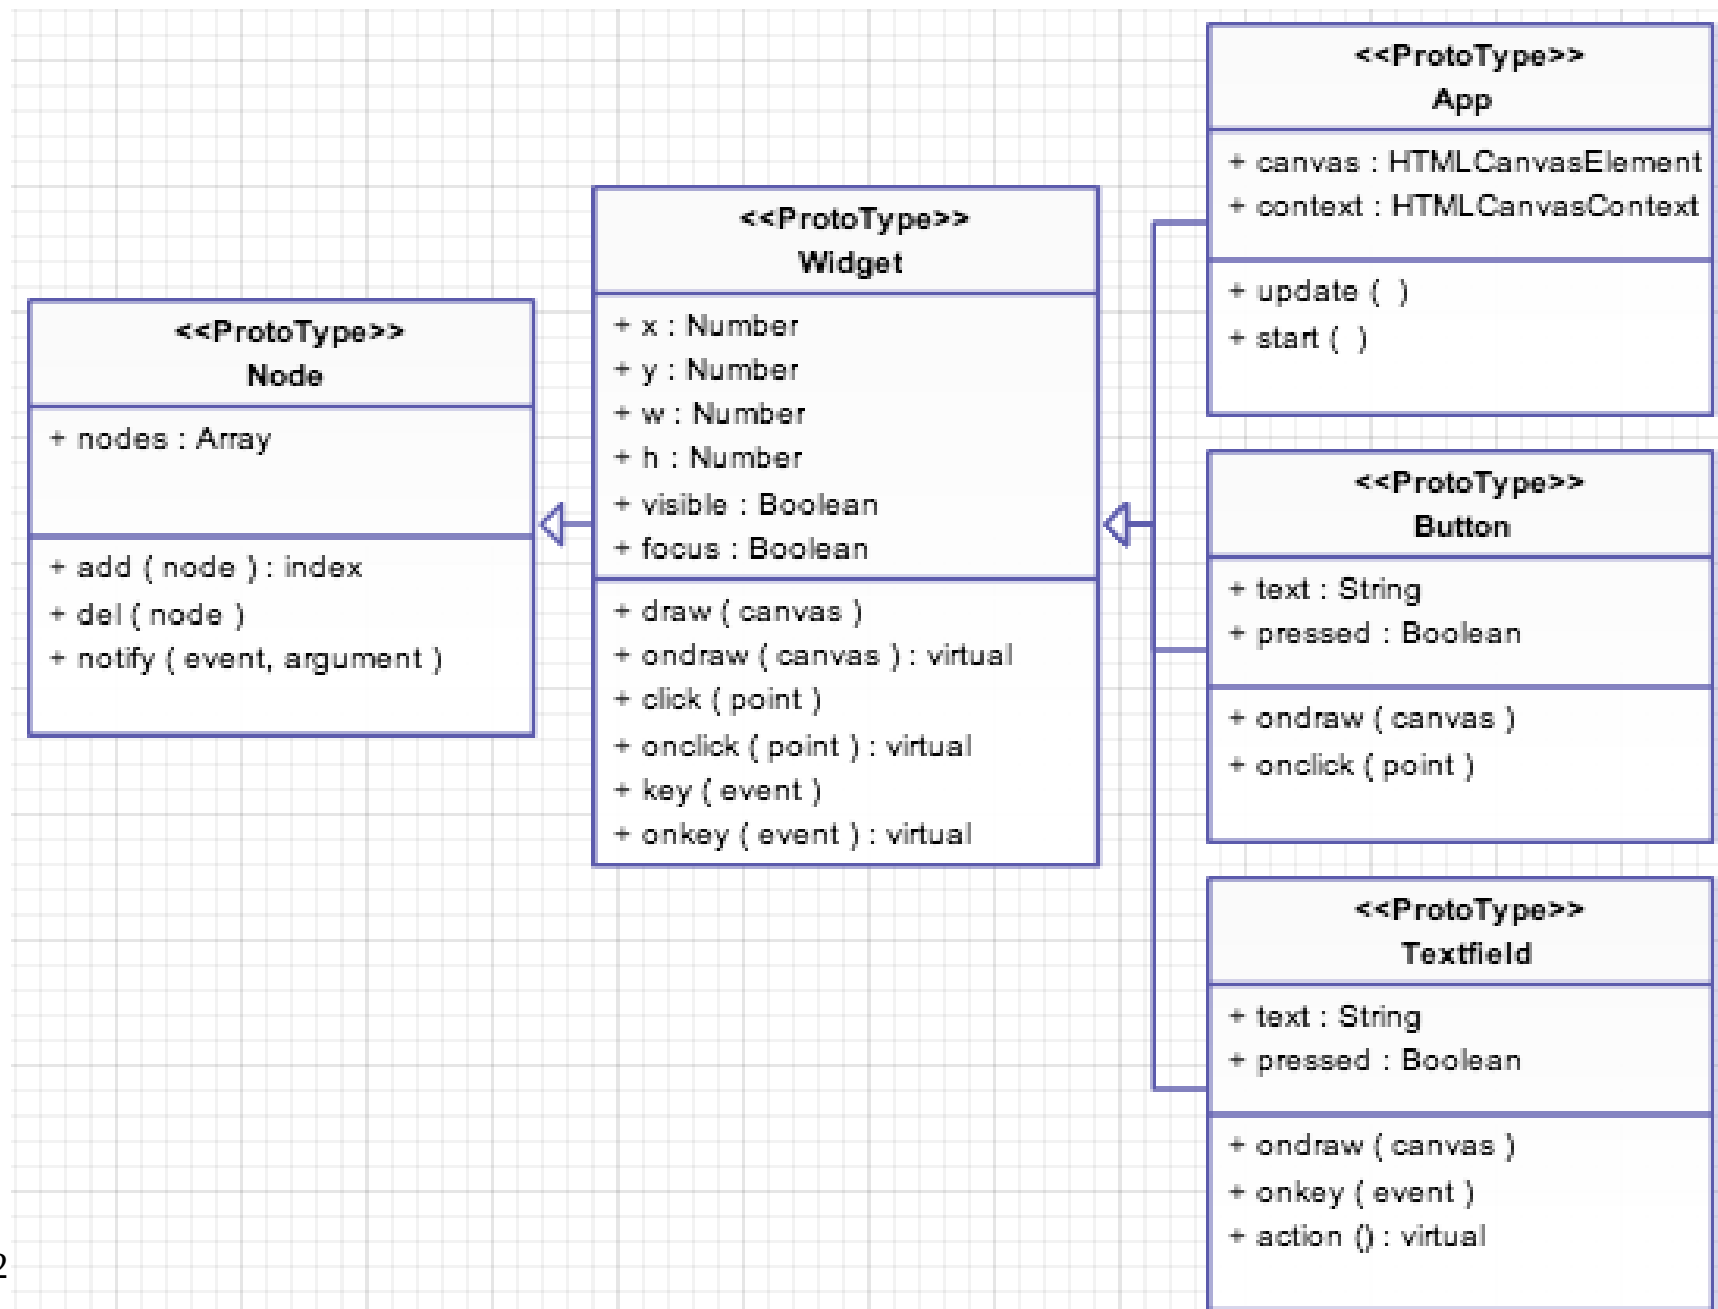 <<ProtoType>>
Node
+ nodes : Array
+ add ( node ) : index
+ del ( node )
+ notify ( event, argument )
<<ProtoType>>
Widget
+ x : Number
+ y : Number
+ w : Number
+ h : Number
+ visible : Boolean
+ focus : Boolean
+ draw ( canvas )
+ ondraw ( canvas ) : virtual
+ click ( point )
+ onclick ( point ) : virtual
+ key ( event )
+ onkey ( event ) : virtual
<<ProtoType>>
App
+ canvas : HTMLCanvasElement
+ context : HTMLCanvasContext
+ update (  )
+ start (  )
<<ProtoType>>
Button
+ text : String
+ pressed : Boolean
+ ondraw ( canvas )
+ onclick ( point )
<<ProtoType>>
Textfield
+ text : String
+ pressed : Boolean
+ ondraw ( canvas )
+ onkey ( event )
+ action () : virtual
2